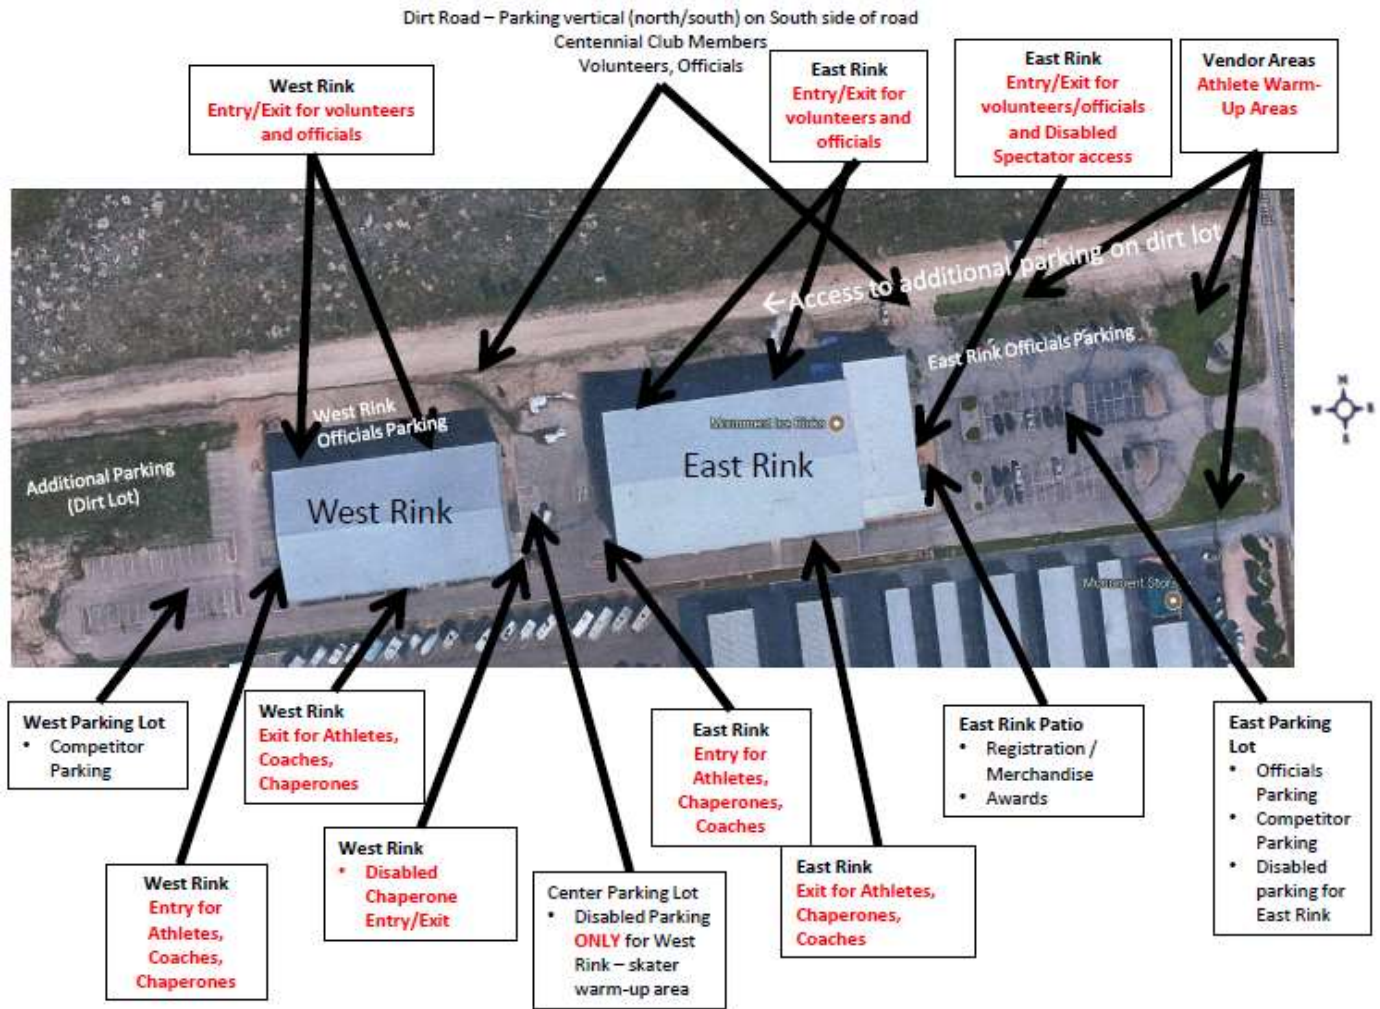 Dirt Road – Parking vertical (north/south) on South side of road
Centennial Club Members
Volunteers, Officials
West Rink
Entry/Exit for volunteers
and officials
East Rink
Entry/Exit for
volunteers and
officials
East Rink
Entry/Exit for
volunteers/officials
and Disabled
Spectator access
Vendor Areas
Athlete Warm-
Up Areas
←Access to additional parking on dirt lot
East Rink Officials Parking
West Rink
Officials Parking
Additional Parking
(Dirt Lot)
Monument Ice Rinks
East Rink
West Rink
N
W
E
S
West Parking Lot
• Competitor
Parking
West Rink
Exit for Athletes,
Coaches,
Chaperones
West Rink
Entry for
Athletes,
Coaches,
Chaperones
West Rink
• Disabled
Chaperone
Entry/Exit
Center Parking Lot
• Disabled Parking
ONLY for West
Rink – skater
warm-up area
East Rink
Entry for
Athletes,
Chaperones,
Coaches
East Rink
Exit for Athletes,
Chaperones,
Coaches
East Rink Patio
• Registration /
Merchandise
• Awards
East Parking
Lot
• Officials
Parking
• Competitor
Parking
• Disabled
parking for
East Rink